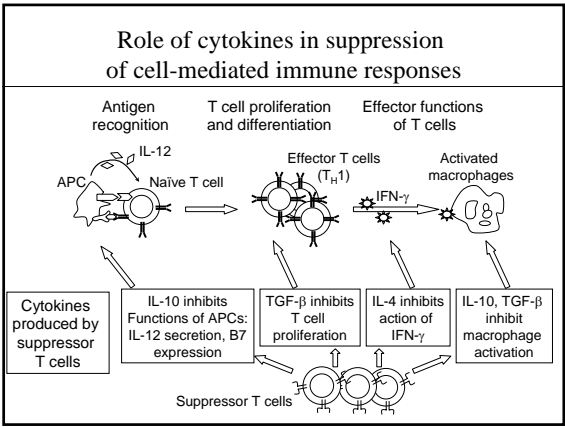 Role of cytokines in suppression
of cell-mediated immune responses
Antigen
recognition
T cell proliferation
and differentiation
Effector functions
of T cells
IL-12
APC
Naïve T cell
Effector T cells
(TH1)
IFN-γ
Activated
macrophages
Cytokines
produced by
suppressor
T cells
IL-10 inhibits
Functions of APCs:
IL-12 secretion, B7
expression
TGF-β inhibits
T cell
proliferation
IL-4 inhibits
action of
IFN-γ
IL-10, TGF-β
inhibit
macrophage
activation
Suppressor T cells